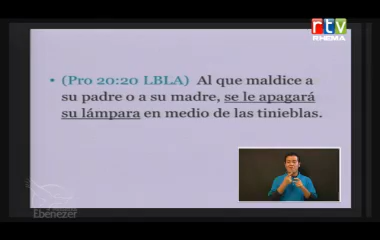 rtv
RHEMA
• (Pro 20:20 LBLA) Al que maldice a
su padre o a su madre, se le apagará
su lámpara en medio de las tinieblas.
Ebenezer